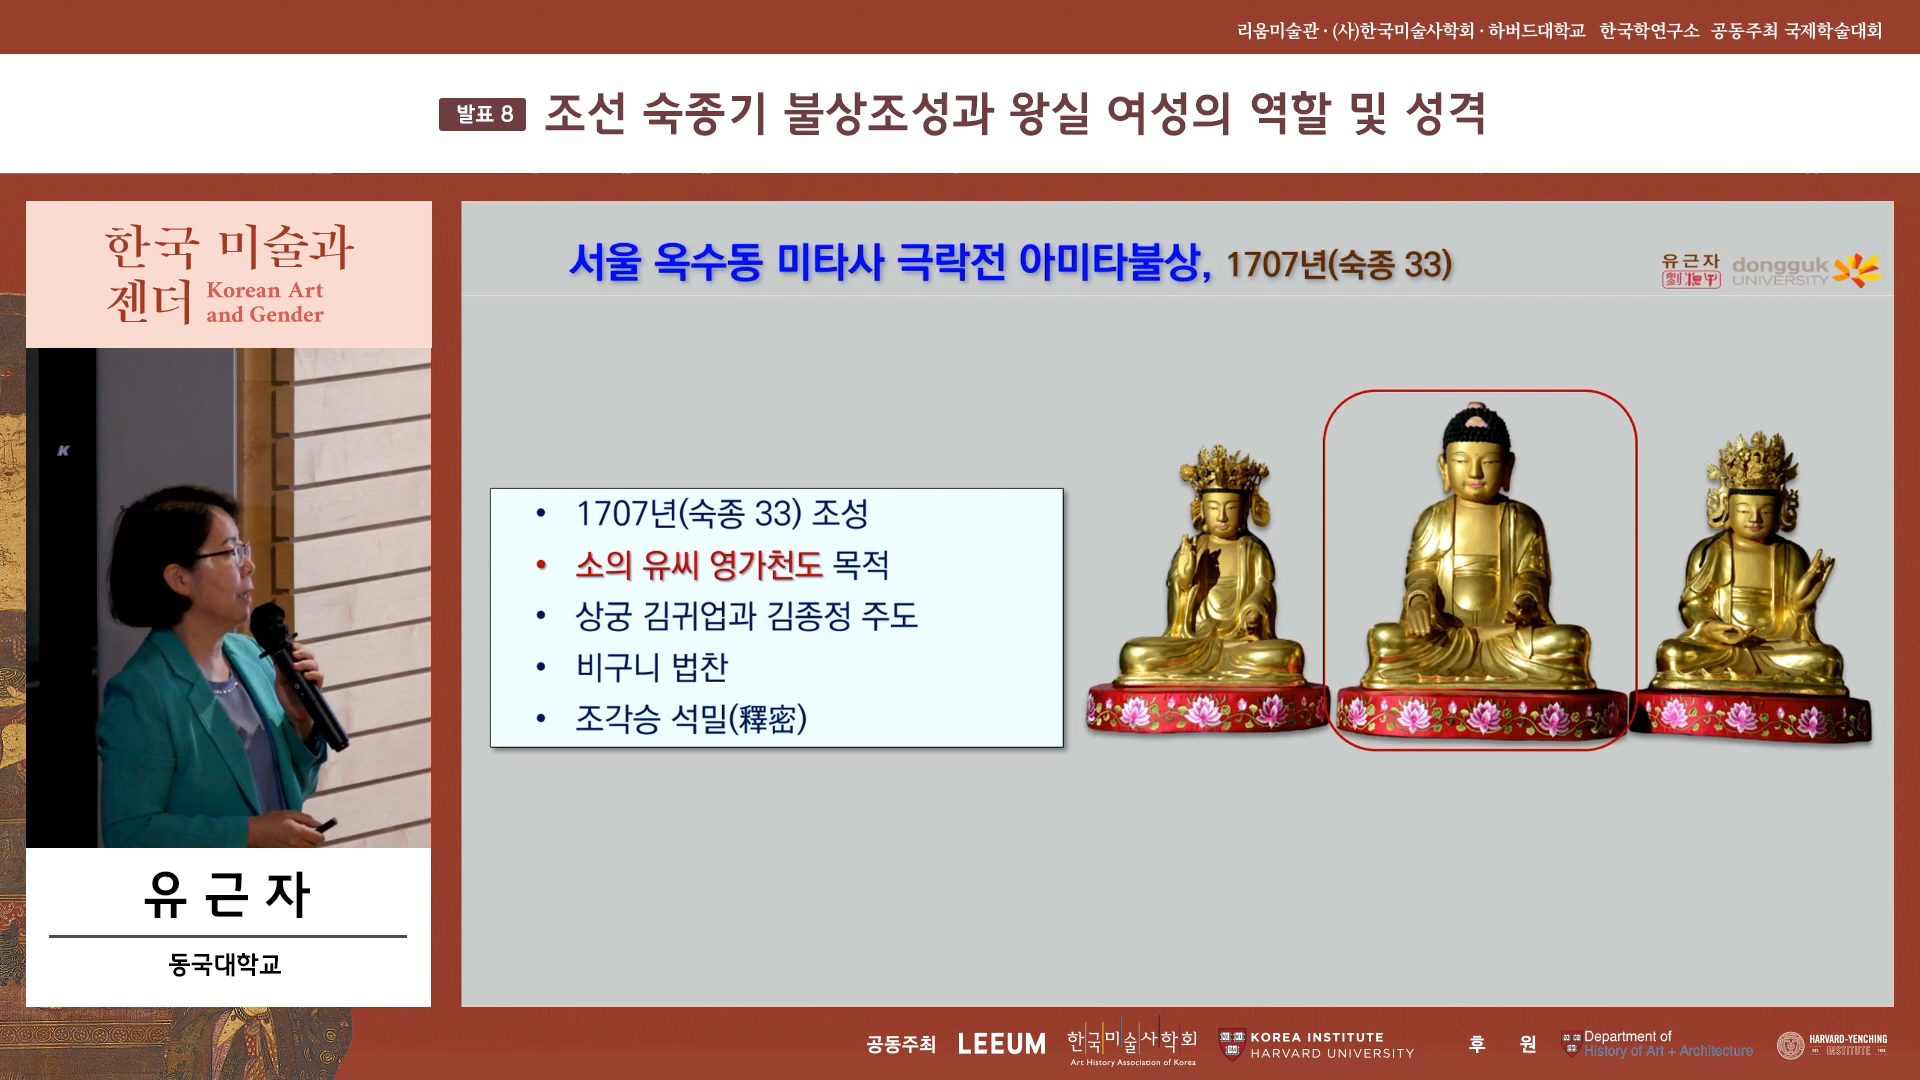 리움미술관 · (사)한국미술사학회 · 하버드대학교 한국학연구소 공동주최 국제학술대회
발표 8 조선 숙종기 불상조성과 왕실 여성의 역할 및 성격
한국 미술과
젠더 Korean Art and Gender
K
유근자
동국대학교
서울 옥수동 미타사 극락전 아미타불상, 1707년(숙종 33)
유근자
dongguk
UNIVERSITY
• 1707년(숙종 33) 조성
• 소의 유씨 영가천도 목적
• 상궁 김귀업과 김종정 주도
• 비구니 법찬
• 조각승 석밀(釋密)
공동주최 LEEUM 한국미술사학회 Art History Association of Korea
KOREA INSTITUTE
HARVARD UNIVERSITY
후 원
Department of
History of Art + Architecture
HARVARD-YENCHING
INSTITUTE